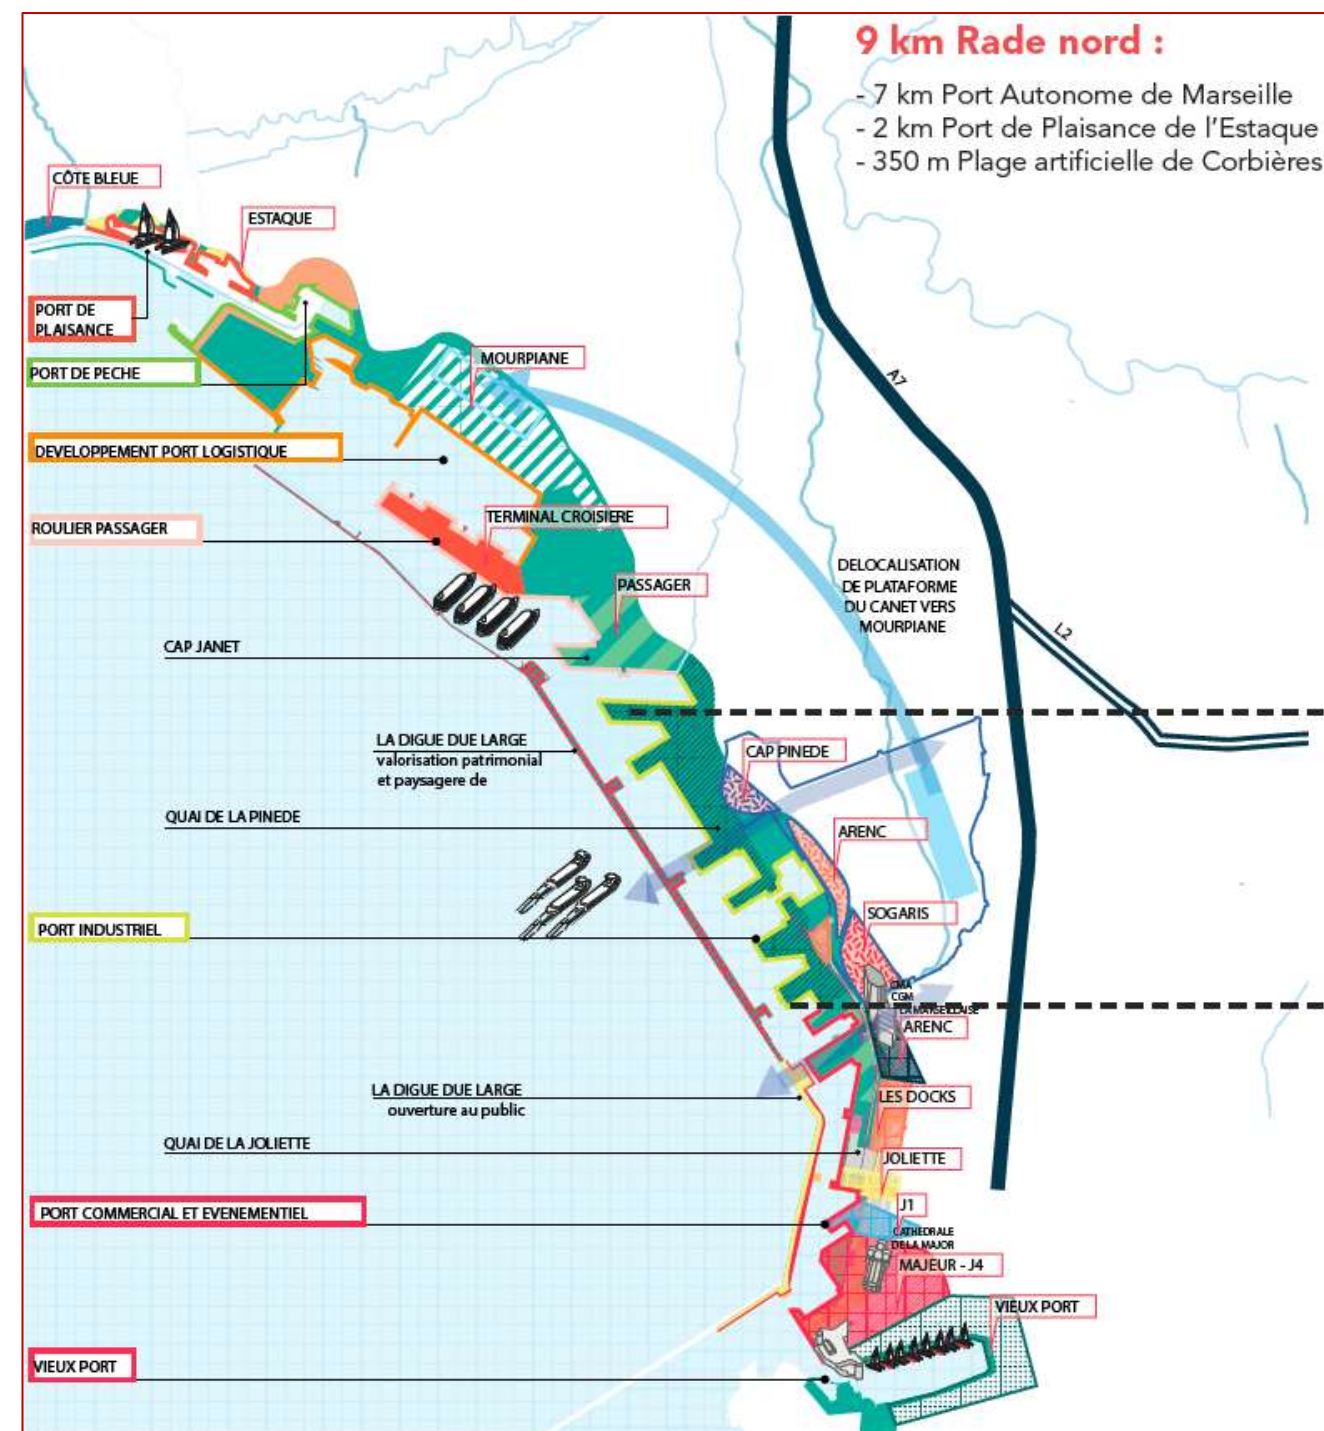 9 km Rade nord :
- 7 km Port Autonome de Marseille
- 2 km Port de Plaisance de l'Estaque
- 350 m Plage artificielle de Corbières
CÔTE BLEUE
ESTAQUE
PORT DE
PLAISANCE
MOURPIANE
PORT DE PECHE
A7
DEVELOPPEMENT PORT LOGISTIQUE
ROULIER PASSAGER
TERMINAL CROISIERE
DELOCALISATION
DE PLATAFORME
DU CANET VERS
MOURPIANE
PASSAGER
L2
CAP JANET
LA DIGUE DUE LARGE
valorisation patrimonial
et paysagere de
CAP PINEDE
QUAI DE LA PINEDE
ARENC
SOGARIS
PORT INDUSTRIEL
CMA
CGM
LA MARSEILLAISE
ARENC
LA DIGUE DUE LARGE
ouverture au public
LES DOCKS
QUAI DE LA JOLIETTE
JOLIETTE
J1
PORT COMMERCIAL ET EVENEMENTIEL
CATHEDRALE
DE LA MAJOR
MAJEUR - J4
VIEUX PORT
VIEUX PORT